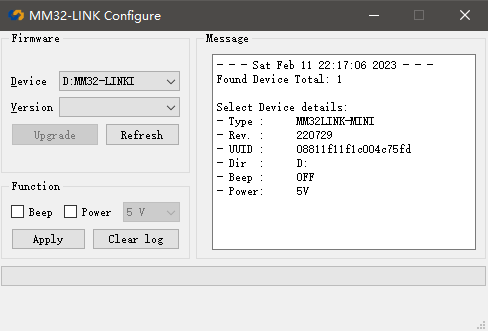 MM32-LINK Configure
Firmware
Device D:MM32-LINKI
Version
Upgrade Refresh
Function
Beep Power 5 V
Apply Clear log
Message
- - - Sat Feb 11 22:17:06 2023 - - -
Found Device Total: 1
Select Device details:
- Type : MM32LINK-MINI
- Rev. : 220729
- UUID : 08811f11f1c004c75fd
- Dir : D:
- Beep : OFF
- Power: 5V